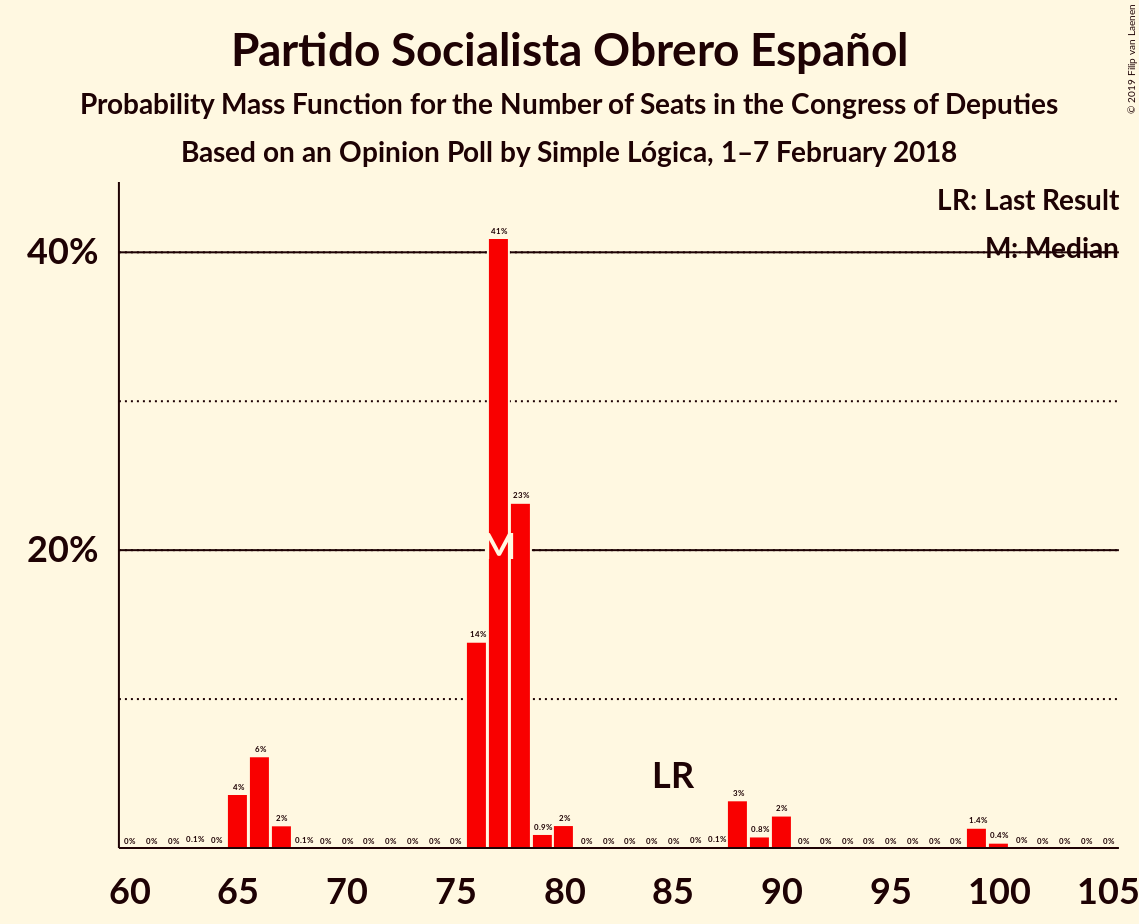 Partido Socialista Obrero Español
Probability Mass Function for the Number of Seats in the Congress of Deputies
Based on an Opinion Poll by Simple Lógica, 1–7 February 2018
© 2019 Filip van Laenen
LR: Last Result
M: Median
41%
40%
23%
M
20%
14%
LR
6%
4% 2% 0.9% 2% 3% 0.8% 2% 1.4% 0.4%
0% 0% 0% 0.1% 0% 0.1% 0% 0% 0% 0% 0% 0% 0% 0% 0% 0% 0% 0% 0% 0.1% 0% 0% 0% 0% 0% 0% 0% 0% 0% 0% 0% 0% 0%
60 65 70 75 80 85 90 95 100 105